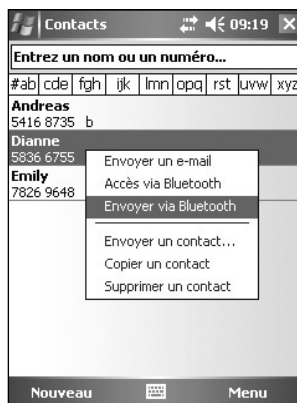 Contacts 09:19
Entrez un nom ou un numéro...
#ab cde fgh ijk lmn opq rst uvw xyz
Andreas
5416 8735 b
Dianne
5836 6755
Emily
7826 9648
Envoyer un e-mail
Accès via Bluetooth
Envoyer via Bluetooth
Envoyer un contact...
Copier un contact
Supprimer un contact
Nouveau Menu